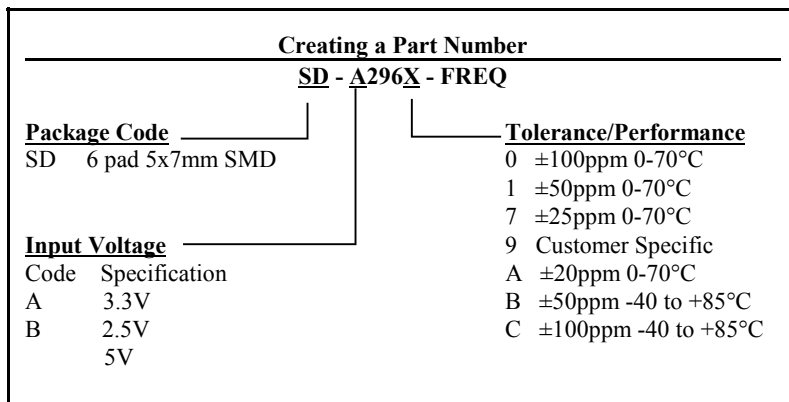 Creating a Part Number
SD - A296X - FREQ
Package Code
SD 6 pad 5x7mm SMD
Input Voltage
Code Specification
A 3.3V
B 2.5V
5V
Tolerance/Performance
0 ±100ppm 0-70°C
1 ±50ppm 0-70°C
7 ±25ppm 0-70°C
9 Customer Specific
A ±20ppm 0-70°C
B ±50ppm -40 to +85°C
C ±100ppm -40 to +85°C